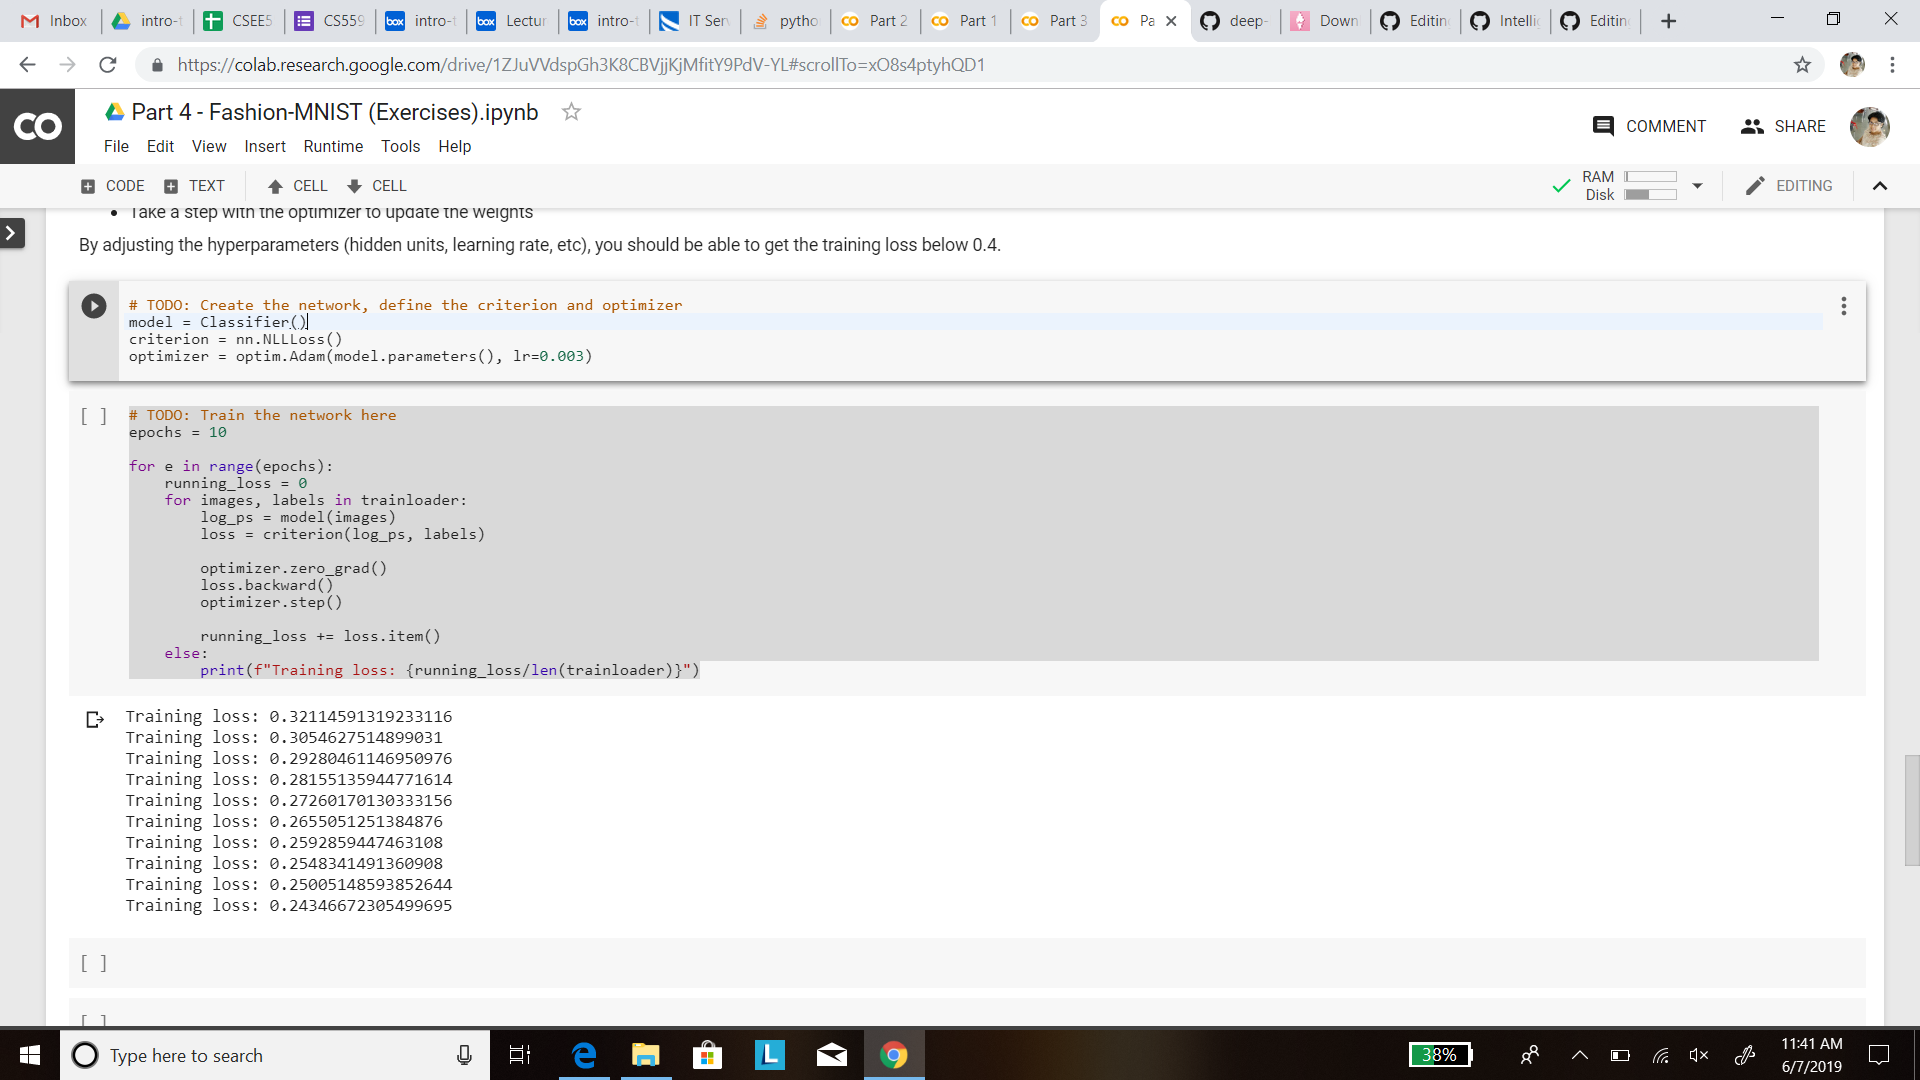 Inbox
intro-t
CSEE5
CS559
box intro-t
box Lectur
box intro-t
IT Serv
pytho
Part 2
Part 1
Part 3
Pa
deep-
Down
Editin
Intelli
Editin
https://colab.research.google.com/drive/1ZJuVVdspGh3K8CBVjjKjMfitY9PdV-YL#scrollTo=xO8s4ptyhQD1
CO
Part 4 - Fashion-MNIST (Exercises).ipynb
COMMENT
SHARE
File Edit View Insert Runtime Tools Help
CODE TEXT CELL CELL
RAM
Disk
EDITING
Take a step with the optimizer to update the weights
By adjusting the hyperparameters (hidden units, learning rate, etc), you should be able to get the training loss below 0.4.
# TODO: Create the network, define the criterion and optimizer
model = Classifier()
criterion = nn.NLLLoss()
optimizer = optim.Adam(model.parameters(), lr=0.003)
[ ]
# TODO: Train the network here
epochs = 10
for e in range(epochs):
    running_loss = 0
    for images, labels in trainloader:
        log_ps = model(images)
        loss = criterion(log_ps, labels)
        optimizer.zero_grad()
        loss.backward()
        optimizer.step()
        running_loss += loss.item()
    else:
        print(f"Training loss: {running_loss/len(trainloader)}")
Training loss: 0.32114591319233116
Training loss: 0.3054627514899031
Training loss: 0.29280461146950976
Training loss: 0.28155135944771614
Training loss: 0.27260170130333156
Training loss: 0.2655051251384876
Training loss: 0.2592859447463108
Training loss: 0.2548341491360908
Training loss: 0.25005148593852644
Training loss: 0.24346672305499695
[ ]
[ ]
Type here to search
L
38%
11:41 AM
6/7/2019